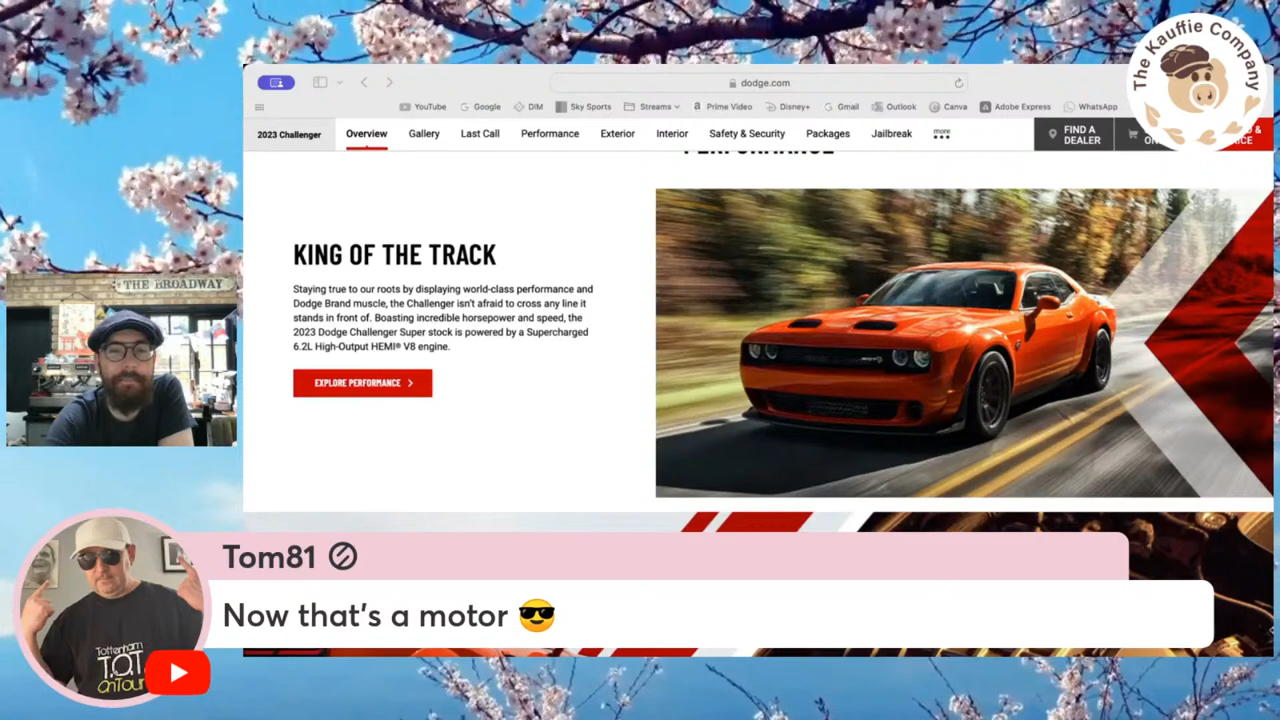 The Kauffie Company
dodge.com
YouTube Google DIM Sky Sports Streams Prime Video Disney+ Gmail Outlook Canva Adobe Express WhatsApp
2023 Challenger Overview Gallery Last Call Performance Exterior Interior Safety & Security Packages Jailbreak more
FIND A
DEALER
PERFORMANCE
KING OF THE TRACK
Staying true to our roots by displaying world-class performance and
Dodge Brand muscle, the Challenger isn't afraid to cross any line it
stands in front of. Boasting incredible horsepower and speed, the
2023 Dodge Challenger Super stock is powered by a Supercharged
6.2L High-Output HEMI® V8 engine.
EXPLORE PERFORMANCE >
THE BROADWAY
Tom81
Now that's a motor 😎
Tottenham
T.O.T
OnTour